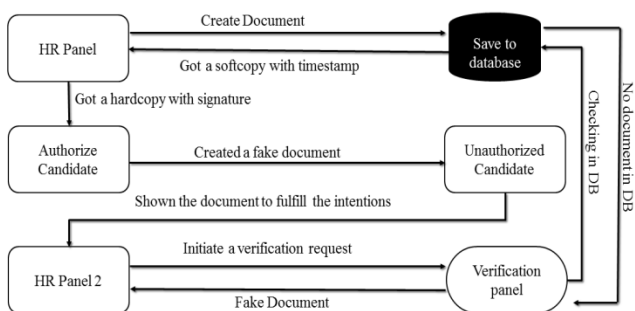 Create Document
HR Panel
Save to
database
Got a softcopy with timestamp
Got a hardcopy with signature
Authorize
Candidate
Created a fake document
Unauthorized
Candidate
Checking in DB
No document in DB
Shown the document to fulfill the intentions
HR Panel 2
Initiate a verification request
Verification
panel
Fake Document